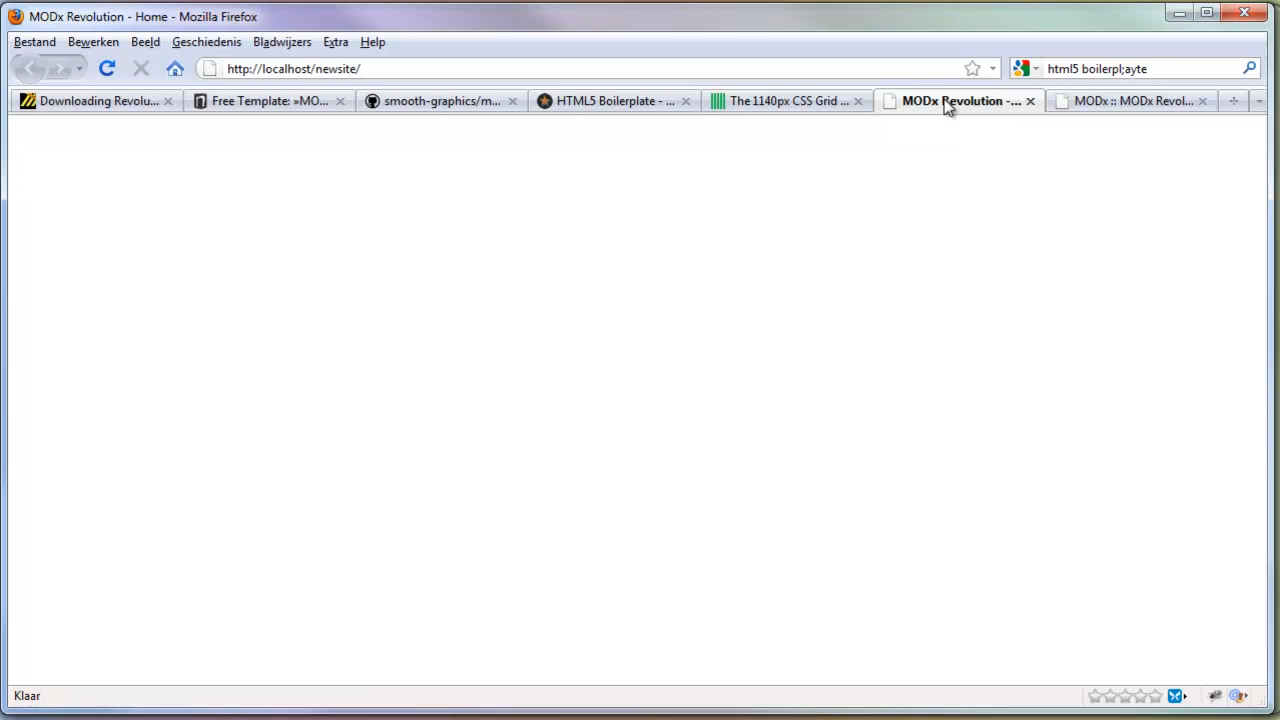 MODx Revolution - Home - Mozilla Firefox
Bestand Bewerken Beeld Geschiedenis Bladwijzers Extra Help
http://localhost/newsite/ html5 boilerpl;ayte
Downloading Revolu... Free Template: »MO... smooth-graphics/m... HTML5 Boilerplate - ... The 1140px CSS Grid ... MODx Revolution -... MODx :: MODx Revol...
Klaar